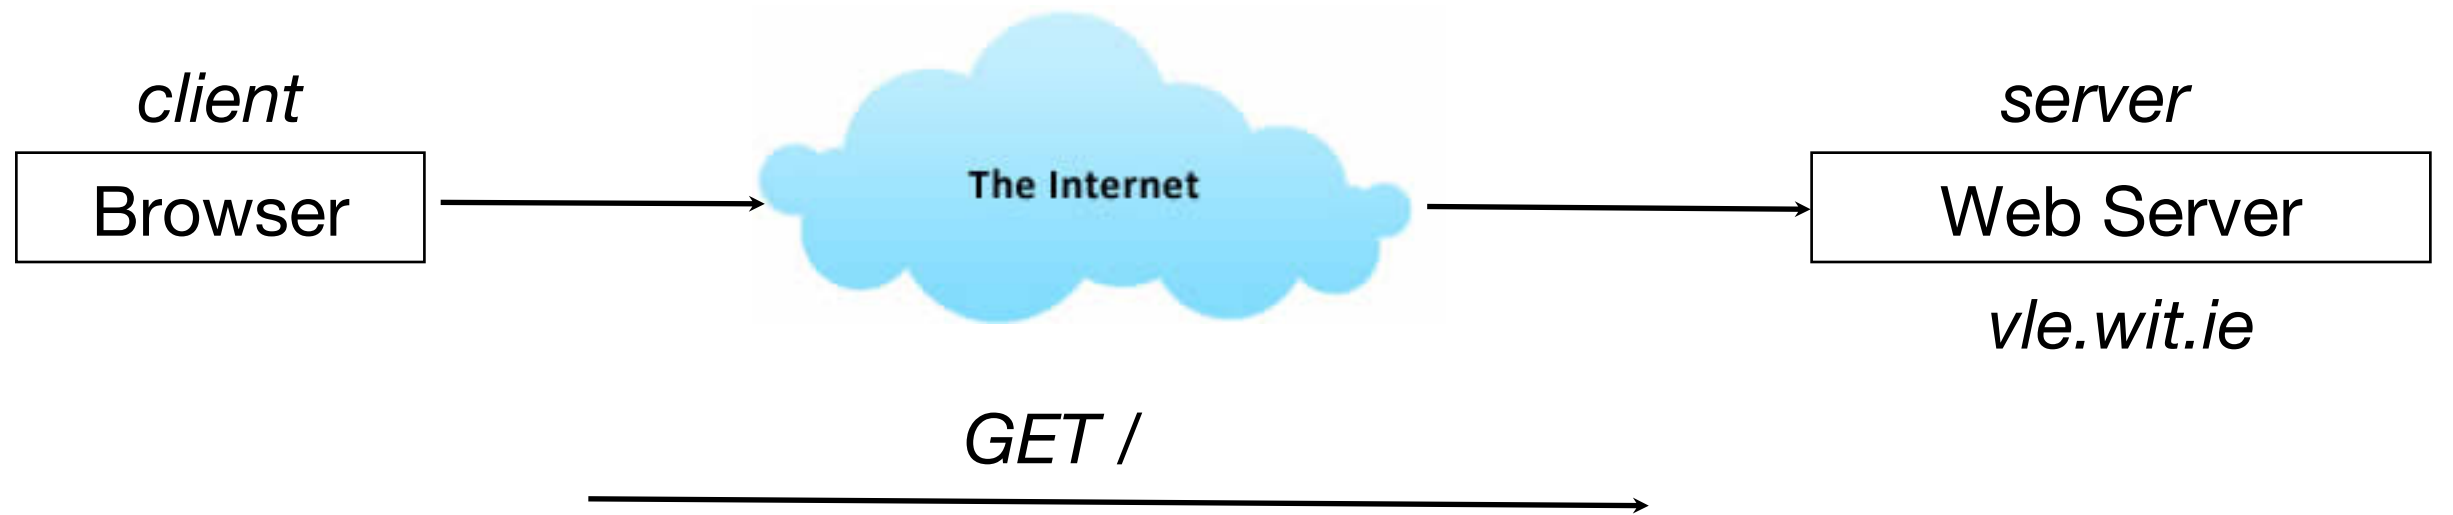 client
Browser
The Internet
server
Web Server
vle.wit.ie
GET /